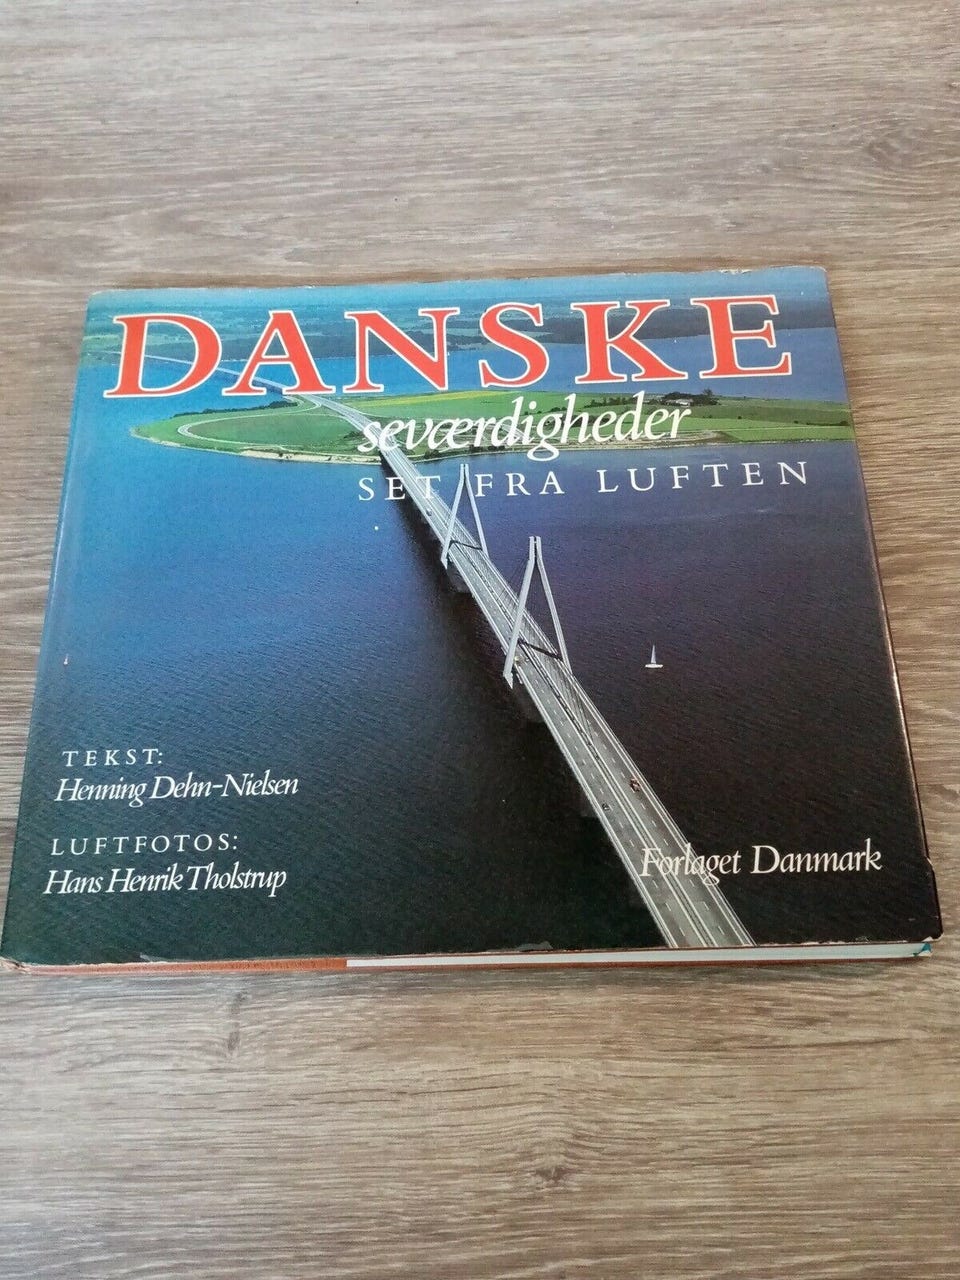 DANSKE
seværdigheder
SET FRA LUFTEN
TEKST:
Henning Dehn-Nielsen
LUFTFOTOS:
Hans Henrik Tholstrup
Forlaget Danmark